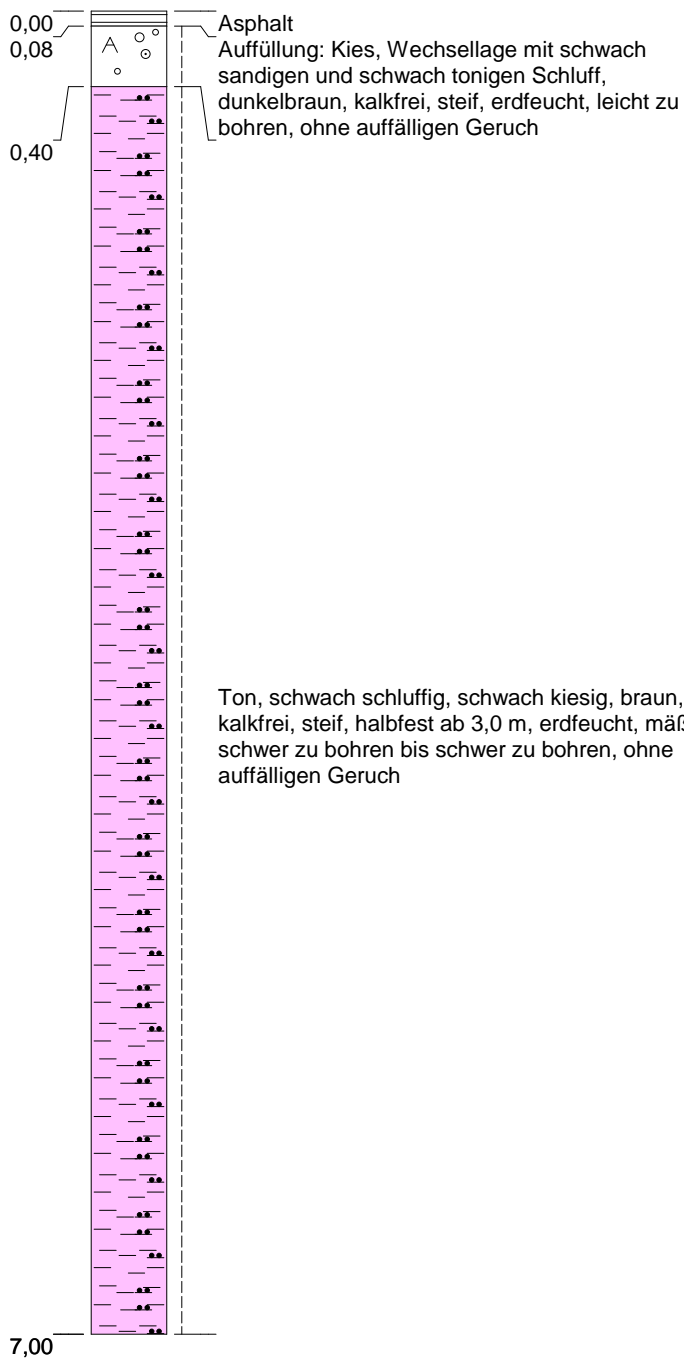 0,00
Asphalt
0,08
Auffüllung: Kies, Wechsellage mit schwach
sandigen und schwach tonigen Schluff,
dunkelbraun, kalkfrei, steif, erdfeucht, leicht zu
bohren, ohne auffälligen Geruch
A
0,40
Ton, schwach schluffig, schwach kiesig, braun,
kalkfrei, steif, halbfest ab 3,0 m, erdfeucht,
schwer zu bohren bis schwer zu bohren, ohne
auffälligen Geruch
7,00